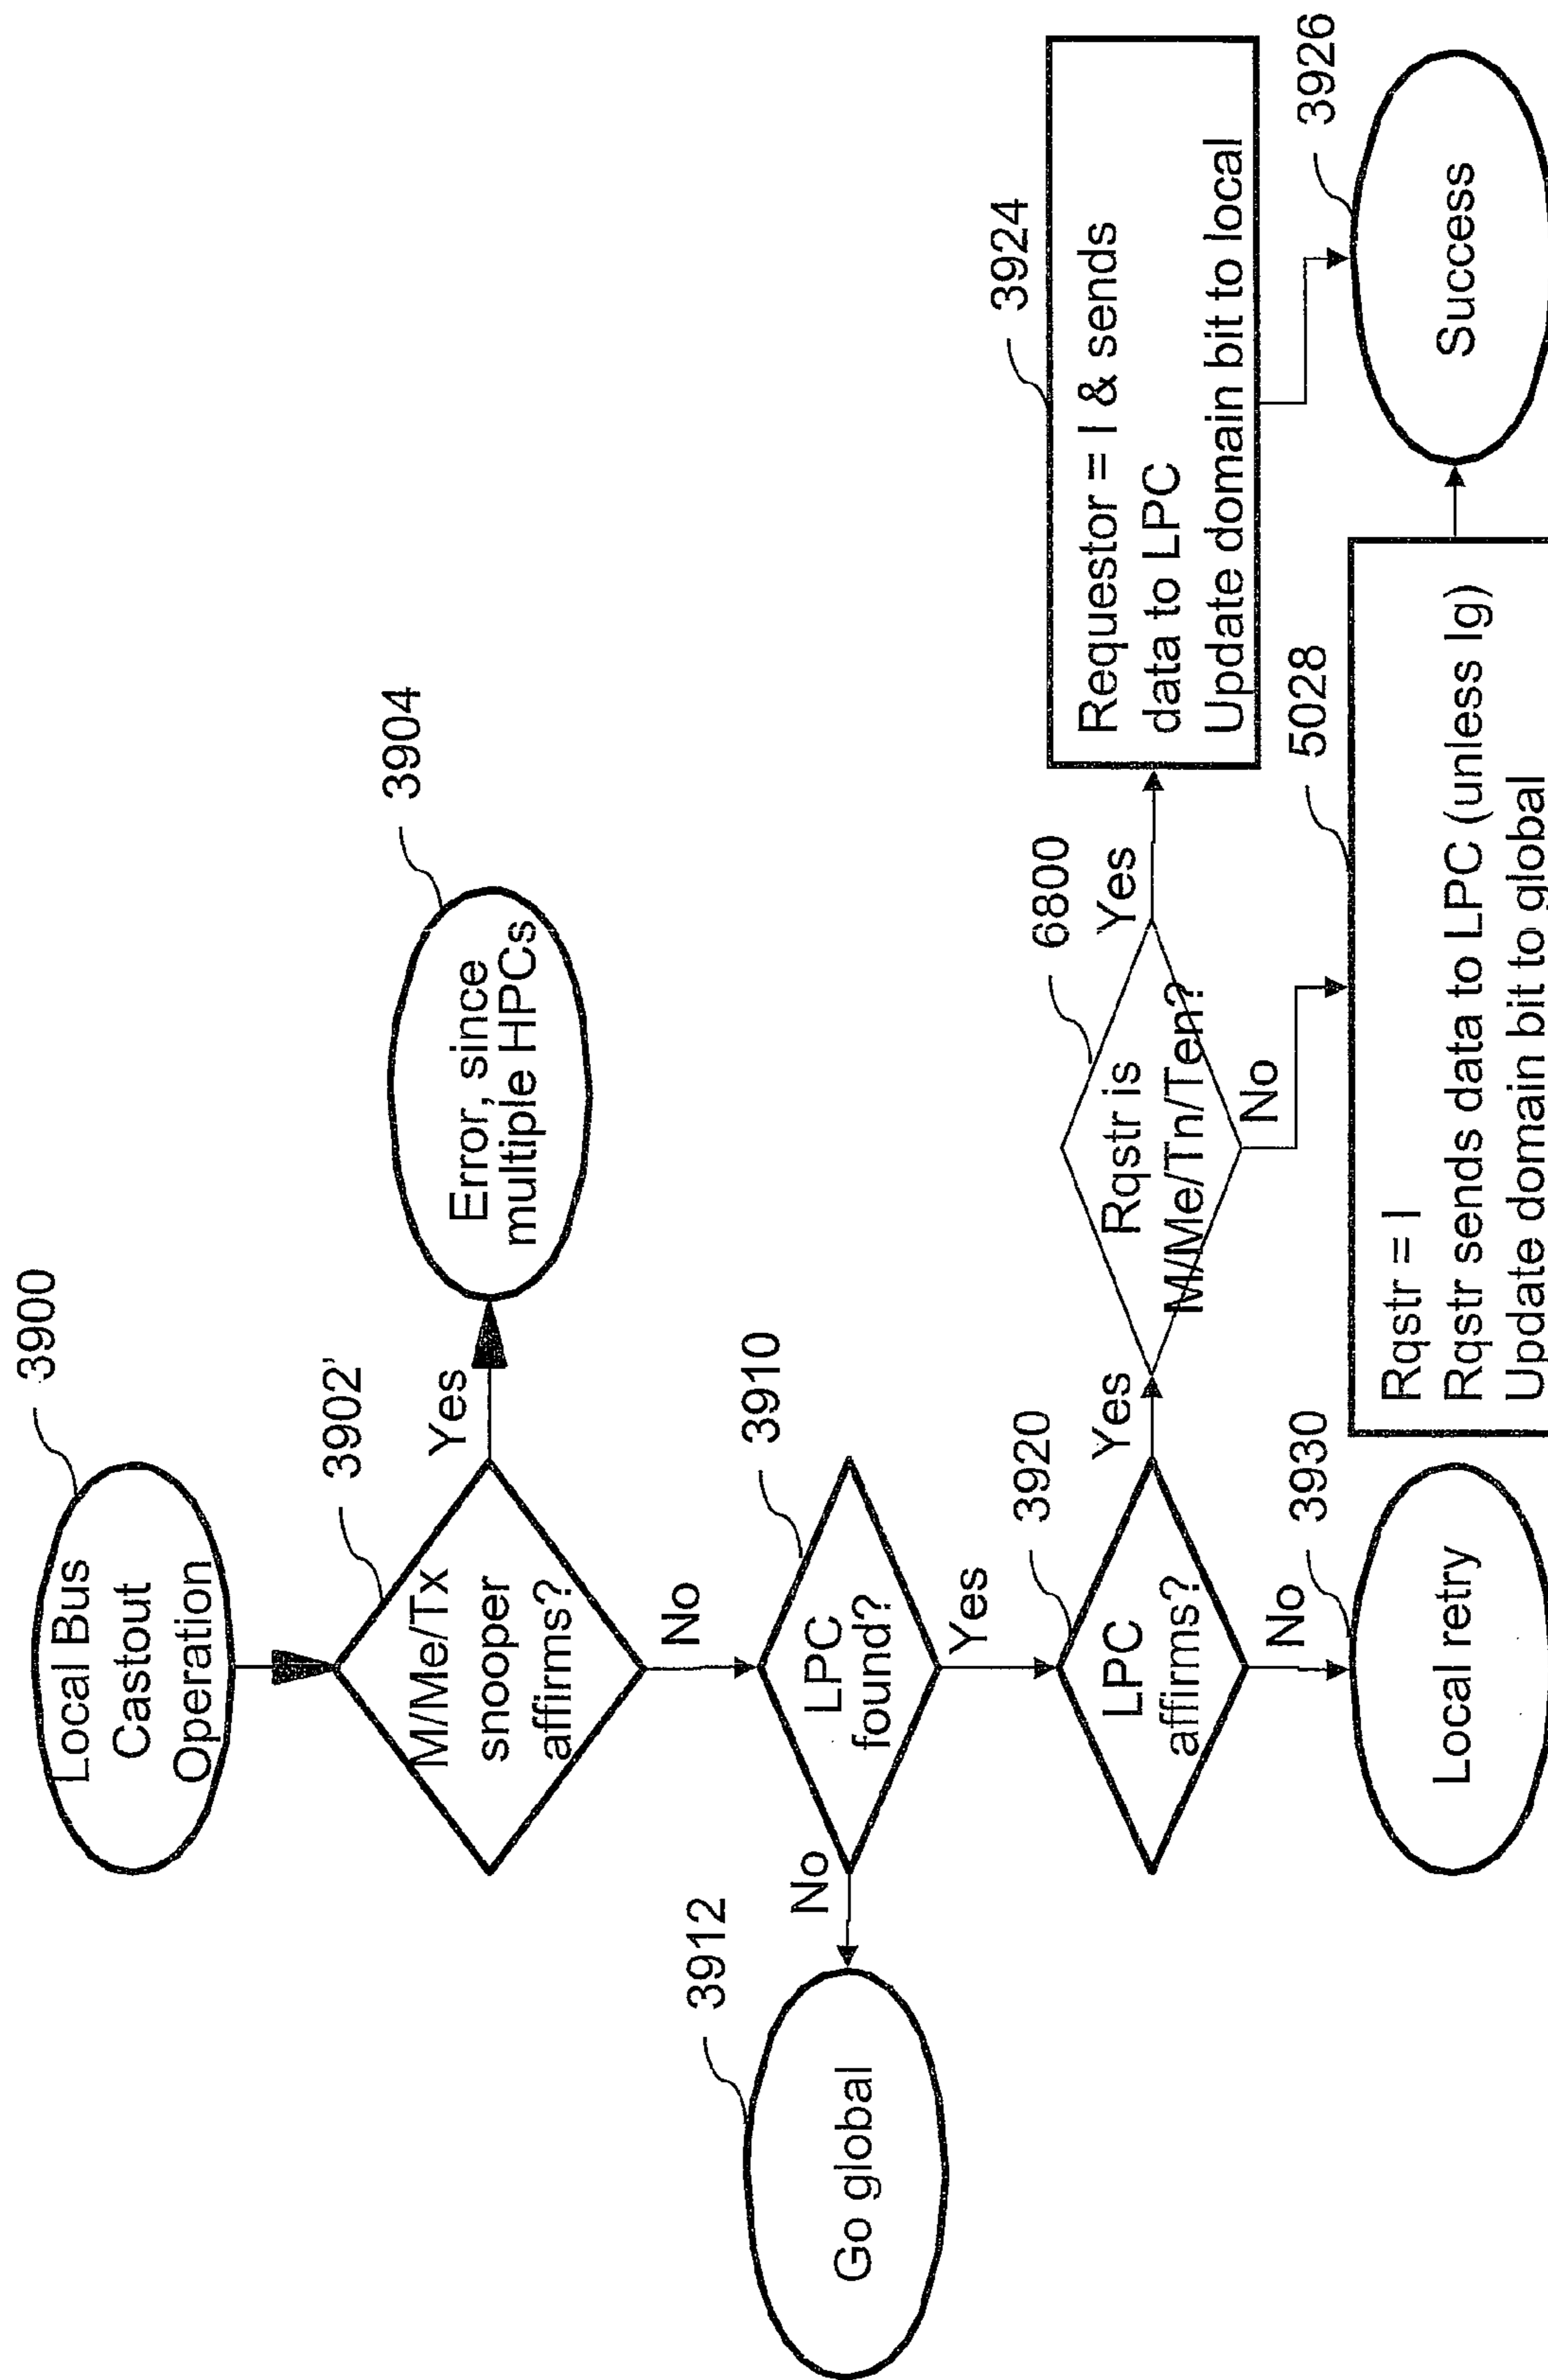 3900
Local Bus
Castout
Operation
3902'
M/Me/Tx
snooper
affirms?
Yes
3904
Error, since
multiple HPCs
No
3910
LPC
found?
No
3912
Go global
Yes
3920
LPC
affirms?
Yes
6800
Rqstr is
M/Me/Tn/Ten?
Yes
3924
Requestor = I & sends
data to LPC
Update domain bit to local
No
3930
Local retry
No
5028
Rqstr = I
Rqstr sends data to LPC (unless Ig)
Update domain bit to global
3926
Success